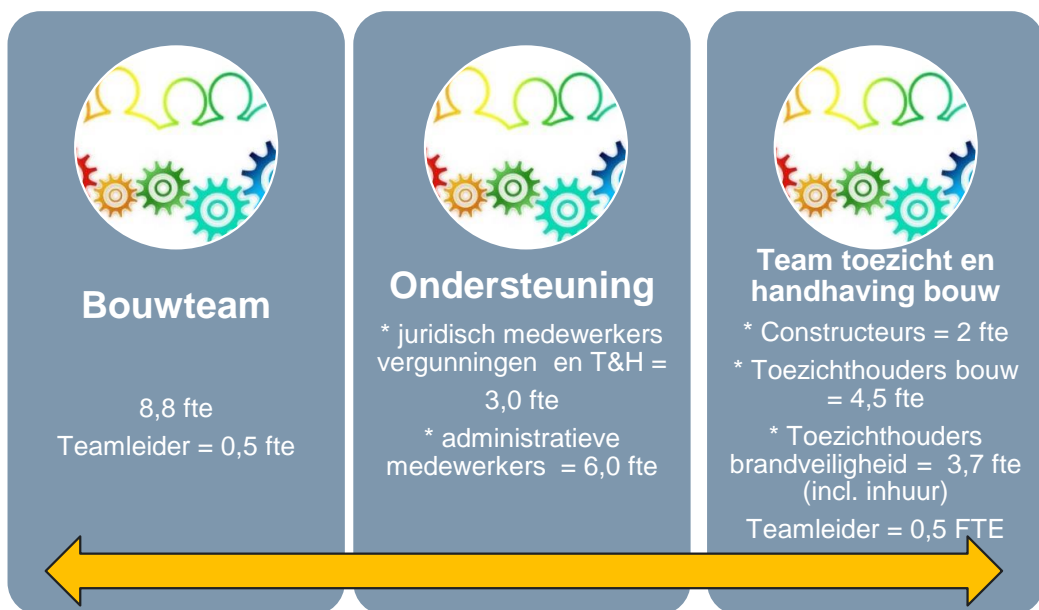 Bouwteam
8,8 fte
Teamleider = 0,5 fte
Ondersteuning
* juridisch medewerkers
vergunningen en T&H =
3,0 fte
* administratieve
medewerkers = 6,0 fte
Team toezicht en
handhaving bouw
* Constructeurs = 2 fte
* Toezichthouders bouw
= 4,5 fte
* Toezichthouders
brandveiligheid = 3,7 fte
(incl. inhuur)
Teamleider = 0,5 FTE